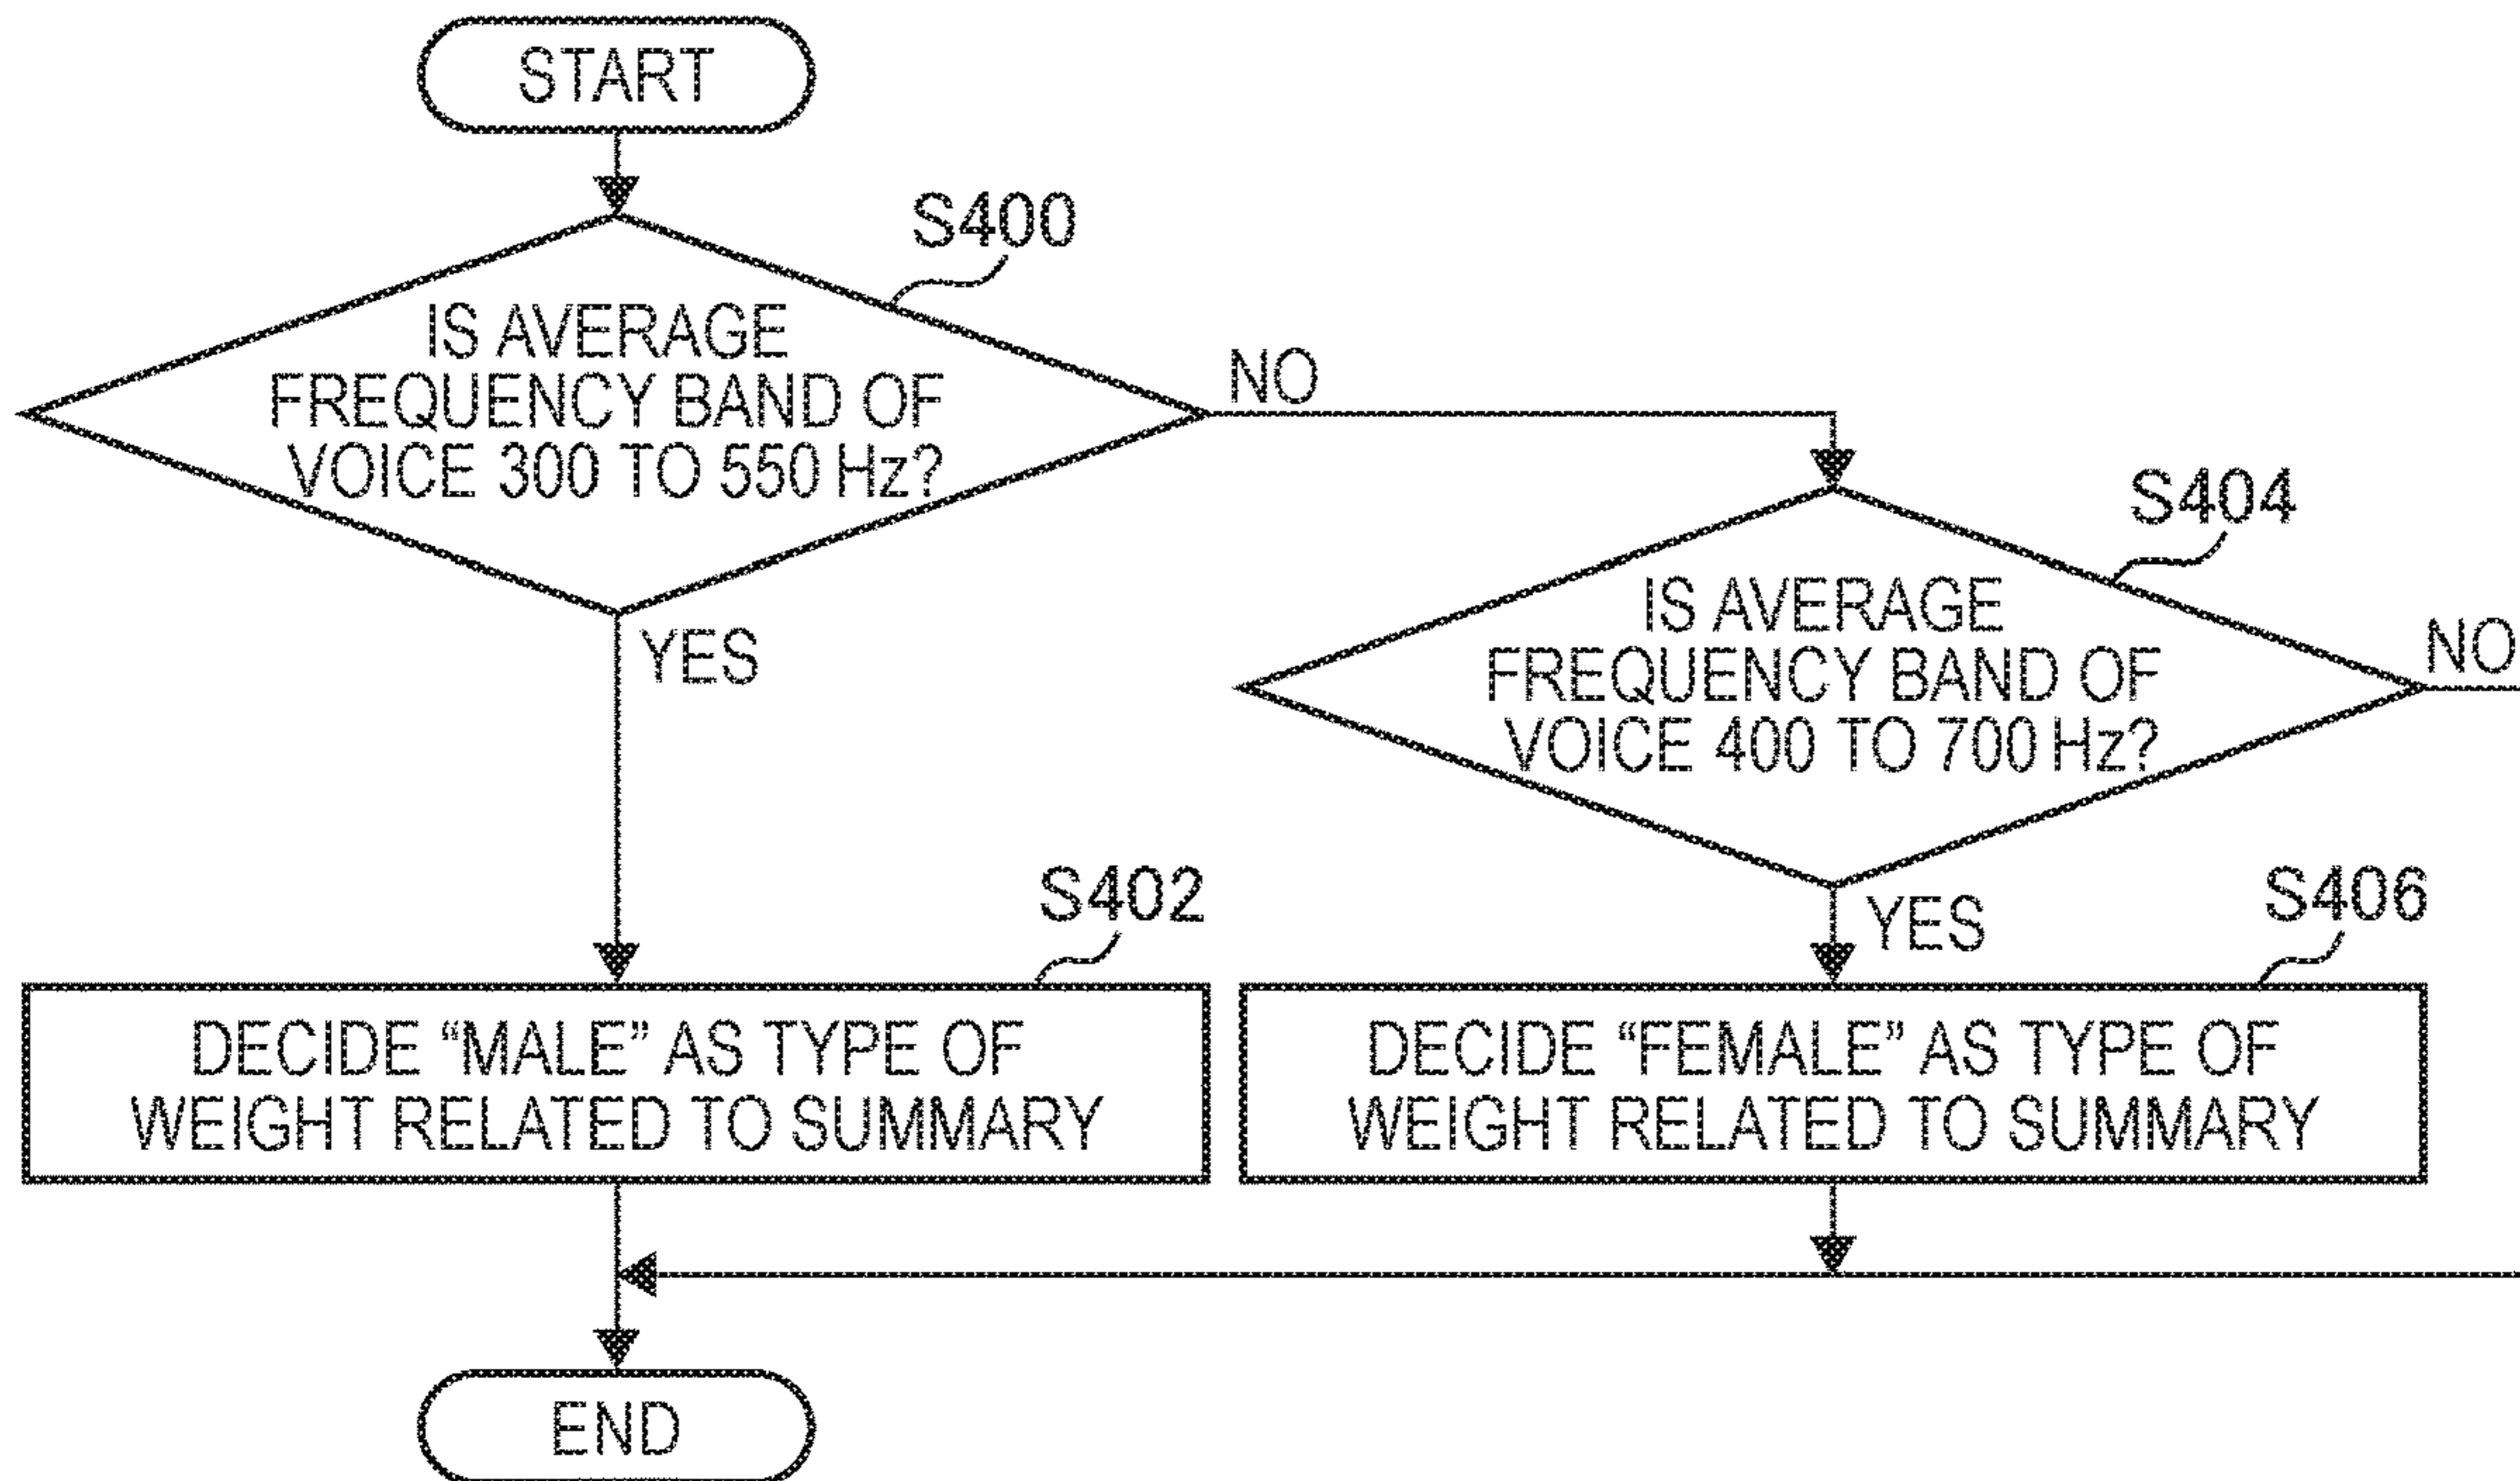 START
S400
IS AVERAGE
FREQUENCY BAND OF
VOICE 300 TO 550 Hz?
NO
YES
S404
IS AVERAGE
FREQUENCY BAND OF
VOICE 400 TO 700 Hz?
NO
YES
S402
DECIDE “MALE” AS TYPE OF
WEIGHT RELATED TO SUMMARY
S406
DECIDE “FEMALE” AS TYPE OF
WEIGHT RELATED TO SUMMARY
END